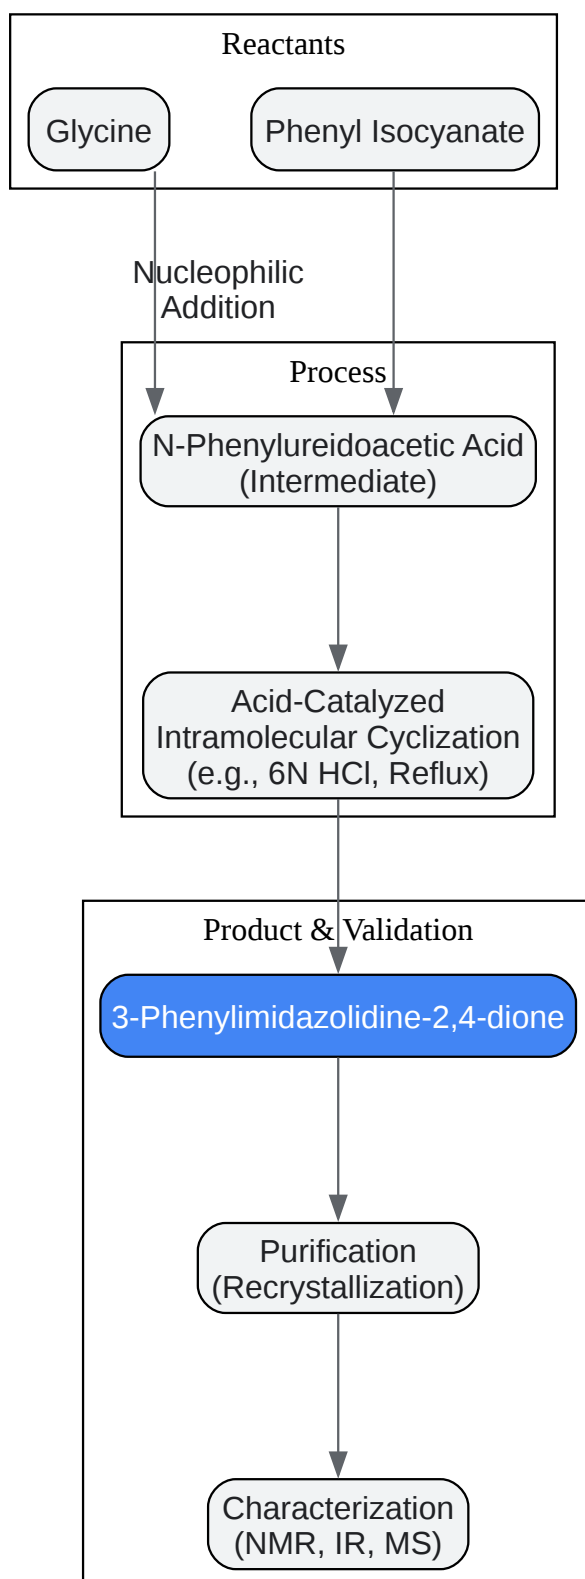 Reactants
Glycine
Phenyl Isocyanate
Nucleophilic
Addition
Process
N-Phenylureidoacetic Acid
(Intermediate)
Acid-Catalyzed
Intramolecular Cyclization
(e.g., 6N HCl, Reflux)
Product & Validation
3-Phenylimidazolidine-2,4-dione
Purification
(Recrystallization)
Characterization
(NMR, IR, MS)